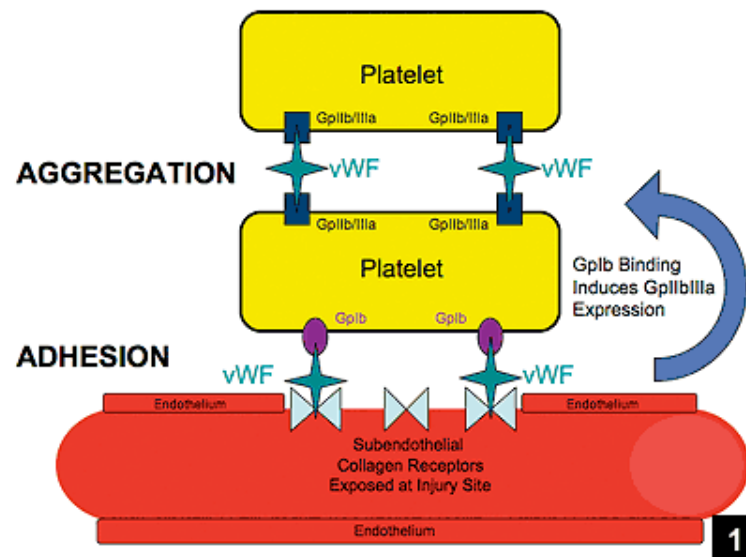 Platelet
GpIIb/IIIa GpIIb/IIIa
AGGREGATION
vWF vWF
GpIIb/IIIa GpIIb/IIIa
Platelet
GpIb GpIb
GpIb Binding
Induces GpIIbIIIa
Expression
ADHESION
vWF vWF
Endothelium Endothelium
Subendothelial
Collagen Receptors
Exposed at Injury Site
Endothelium
1